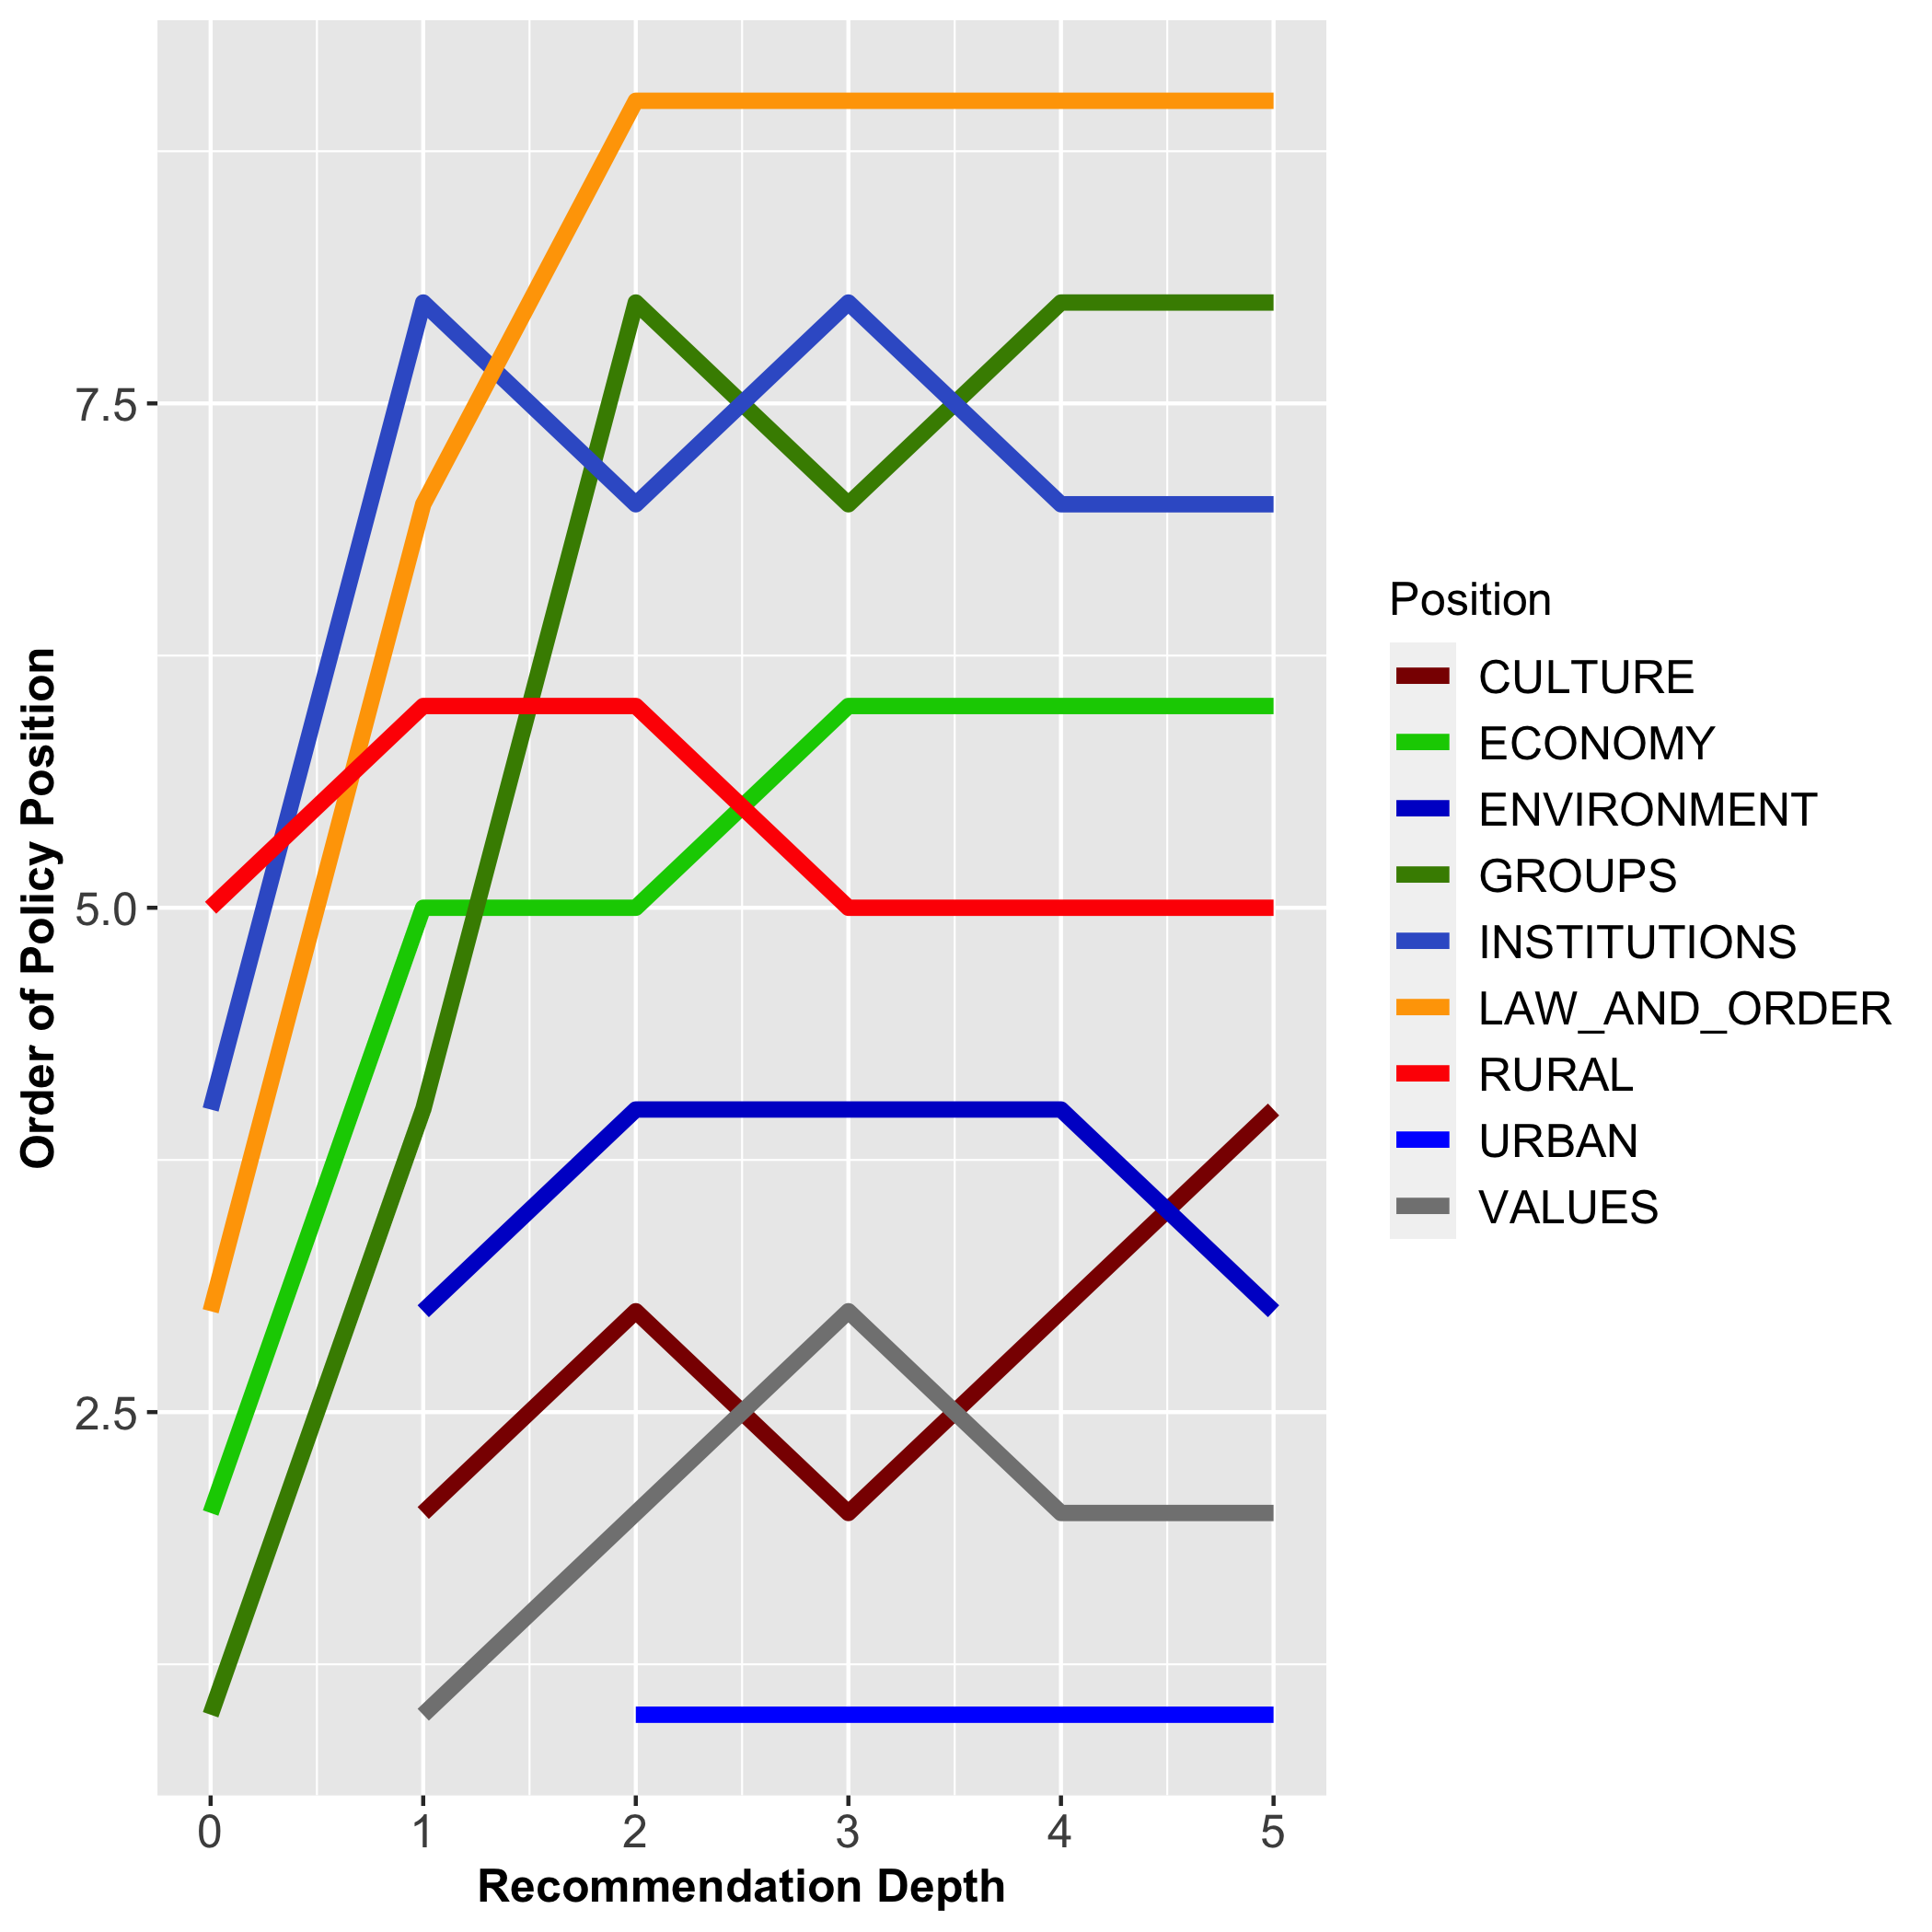 Order of Policy Position
7.5
5.0
2.5
0 1 2 3 4 5
Recommendation Depth
Position
CULTURE
ECONOMY
ENVIRONMENT
GROUPS
INSTITUTIONS
LAW_AND_ORDER
RURAL
URBAN
VALUES